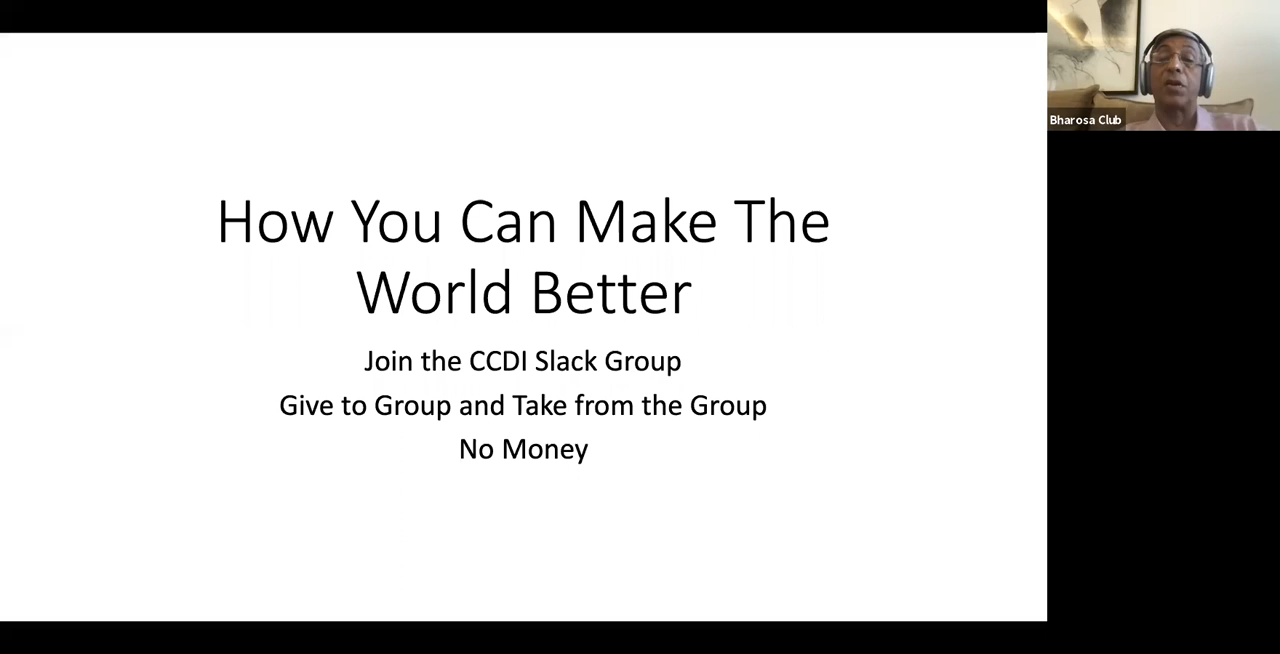 How You Can Make The
World Better
Join the CCDI Slack Group
Give to Group and Take from the Group
No Money
Bharosa Club